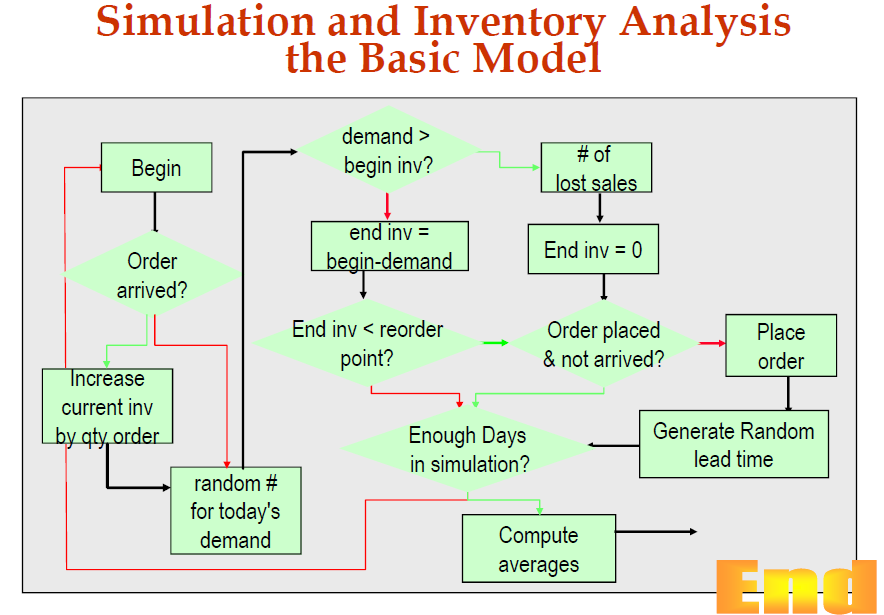 Simulation and Inventory Analysis
the Basic Model
Begin
Order
arrived?
Increase
current inv
by qty order
random #
for today's
demand
demand >
begin inv?
# of
lost sales
end inv =
begin-demand
End inv = 0
End inv < reorder
point?
Order placed
& not arrived?
Place
order
Generate Random
lead time
Enough Days
in simulation?
Compute
averages
End